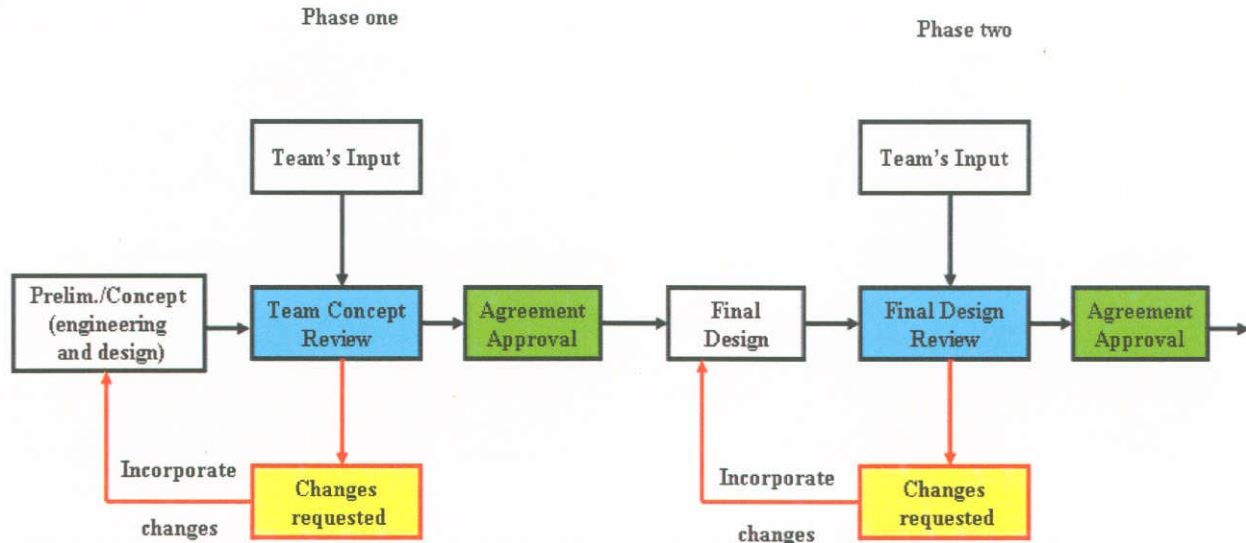 Phase one
Phase two
Team's Input
Team's Input
Prelim./Concept
(engineering
and design)
Team Concept
Review
Agreement
Approval
Final
Design
Final Design
Review
Agreement
Approval
Incorporate
changes
Changes
requested
Incorporate
changes
Changes
requested